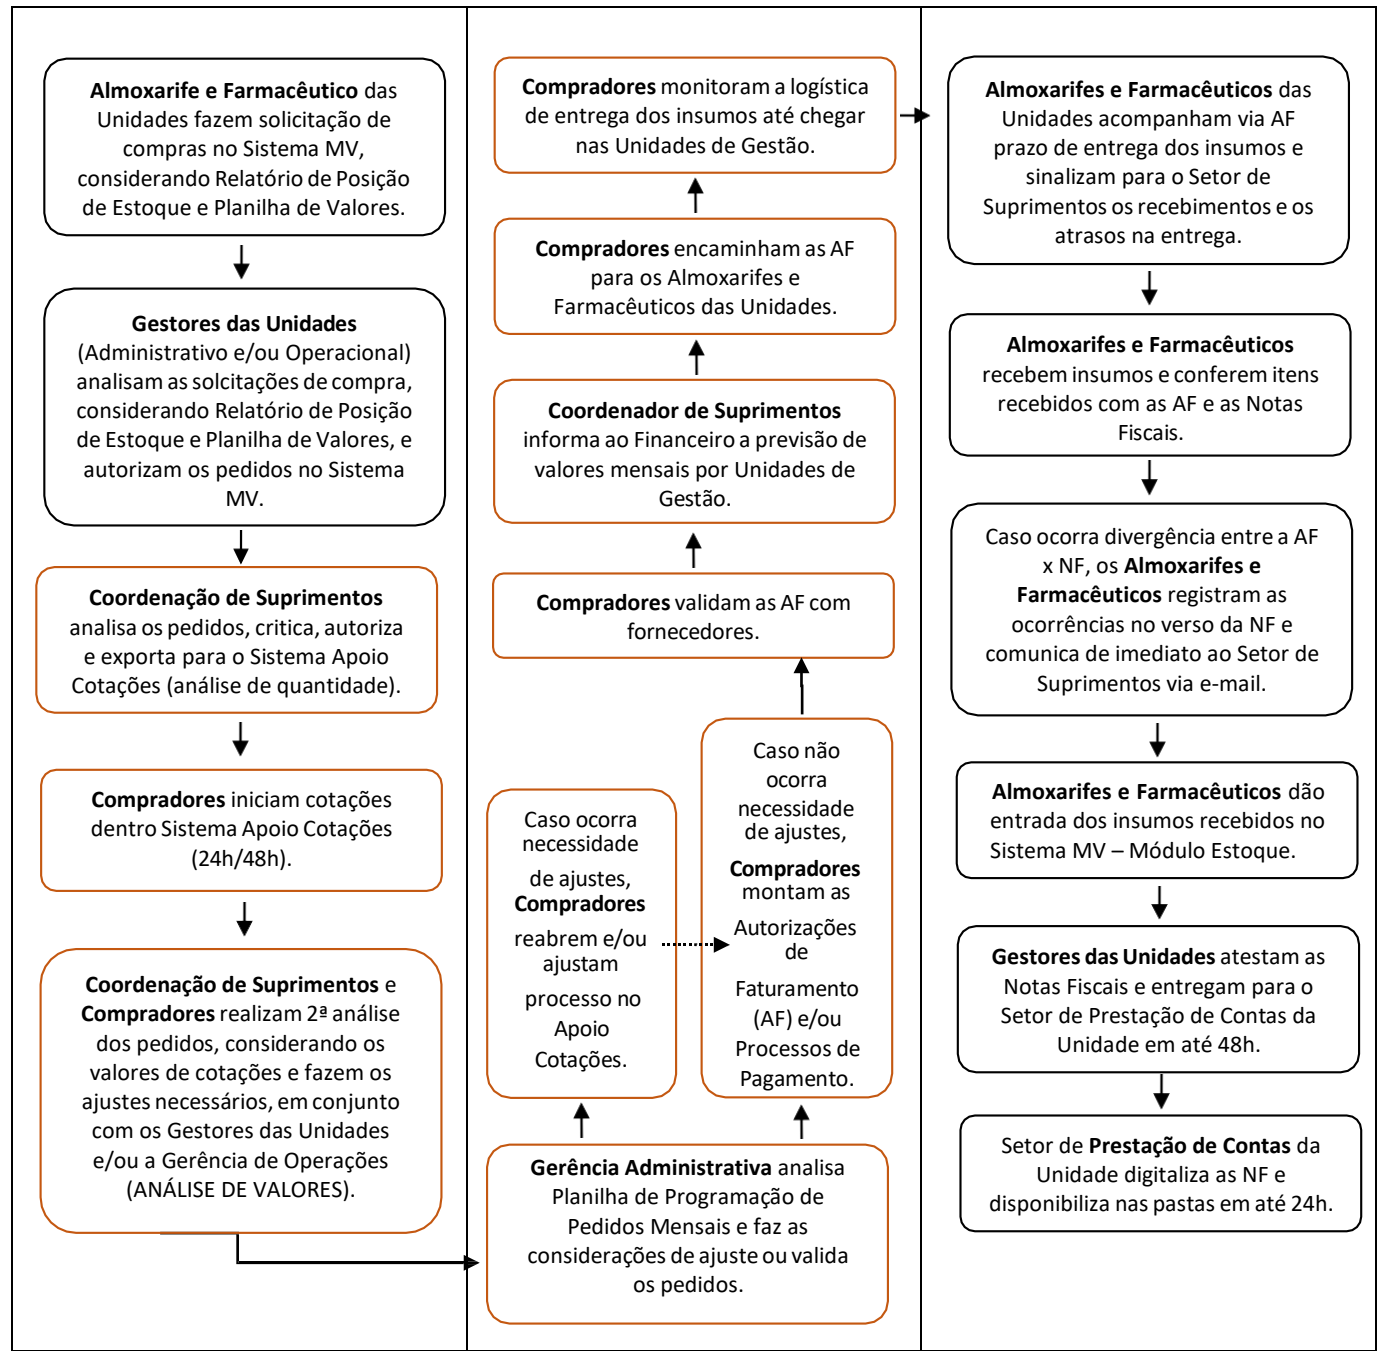 Almoxarife e Farmacêutico das
Unidades fazem solicitação de
compras no Sistema MV,
considerando Relatório de Posição
de Estoque e Planilha de Valores.
Gestores das Unidades
(Administrativo e/ou Operacional)
analisam as solcitações de compra,
considerando Relatório de Posição
de Estoque e Planilha de Valores, e
autorizam os pedidos no Sistema
MV.
Coordenação de Suprimentos
analisa os pedidos, critica, autoriza
e exporta para o Sistema Apoio
Cotações (análise de quantidade).
Compradores iniciam cotações
dentro Sistema Apoio Cotações
(24h/48h).
Coordenação de Suprimentos e
Compradores realizam 2ª análise
dos pedidos, considerando os
valores de cotações e fazem os
ajustes necessários, em conjunto
com os Gestores das Unidades
e/ou a Gerência de Operações
(ANÁLISE DE VALORES).
Gerência Administrativa analisa
Planilha de Programação de
Pedidos Mensais e faz as
considerações de ajuste ou valida
os pedidos.
Caso ocorra
necessidade
de ajustes,
Compradores
reabrem e/ou
ajustam
processo no
Apoio
Cotações.
Caso não
ocorra
necessidade
de ajustes,
Compradores
montam as
Autorizações
de
Faturamento
(AF) e/ou
Processos de
Pagamento.
Compradores validam as AF com
fornecedores.
Coordenador de Suprimentos
informa ao Financeiro a previsão de
valores mensais por Unidades de
Gestão.
Compradores encaminham as AF
para os Almoxarifes e
Farmacêuticos das Unidades.
Compradores monitoram a logística
de entrega dos insumos até chegar
nas Unidades de Gestão.
Almoxarifes e Farmacêuticos das
Unidades acompanham via AF
prazo de entrega dos insumos e
sinalizam para o Setor de
Suprimentos os recebimentos e os
atrasos na entrega.
Almoxarifes e Farmacêuticos
recebem insumos e conferem itens
recebidos com as AF e as Notas
Fiscais.
Caso ocorra divergência entre a AF
x NF, os Almoxarifes e
Farmacêuticos registram as
ocorrências no verso da NF e
comunica de imediato ao Setor de
Suprimentos via e-mail.
Almoxarifes e Farmacêuticos dão
entrada dos insumos recebidos no
Sistema MV – Módulo Estoque.
Gestores das Unidades atestam as
Notas Fiscais e entregam para o
Setor de Prestação de Contas da
Unidade em até 48h.
Setor de Prestação de Contas da
Unidade digitaliza as NF e
disponibiliza nas pastas em até 24h.